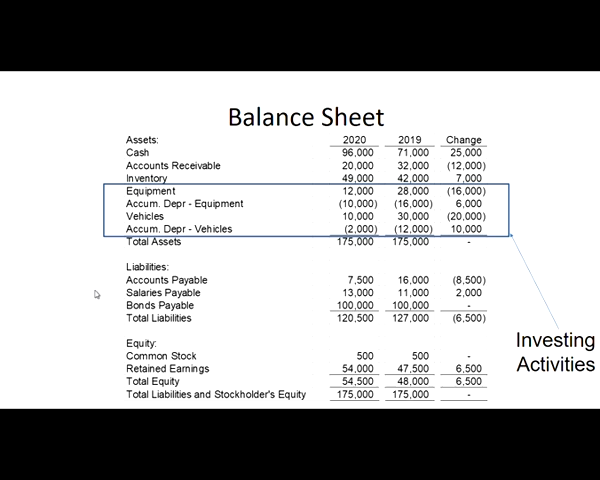 Balance Sheet
Assets: 2020 2019 Change
Cash 96,000 71,000 25,000
Accounts Receivable 20,000 32,000 (12,000)
Inventory 49,000 42,000 7,000
Equipment 12,000 28,000 (16,000)
Accum. Depr - Equipment (10,000) (16,000) 6,000
Vehicles 10,000 30,000 (20,000)
Accum. Depr - Vehicles (2,000) (12,000) 10,000
Total Assets 175,000 175,000 -
Liabilities:
Accounts Payable 7,500 16,000 (8,500)
Salaries Payable 13,000 11,000 2,000
Bonds Payable 100,000 100,000 -
Total Liabilities 120,500 127,000 (6,500)
Investing
Activities
Equity:
Common Stock 500 500 -
Retained Earnings 54,000 47,500 6,500
Total Equity 54,500 48,000 6,500
Total Liabilities and Stockholder's Equity 175,000 175,000 -